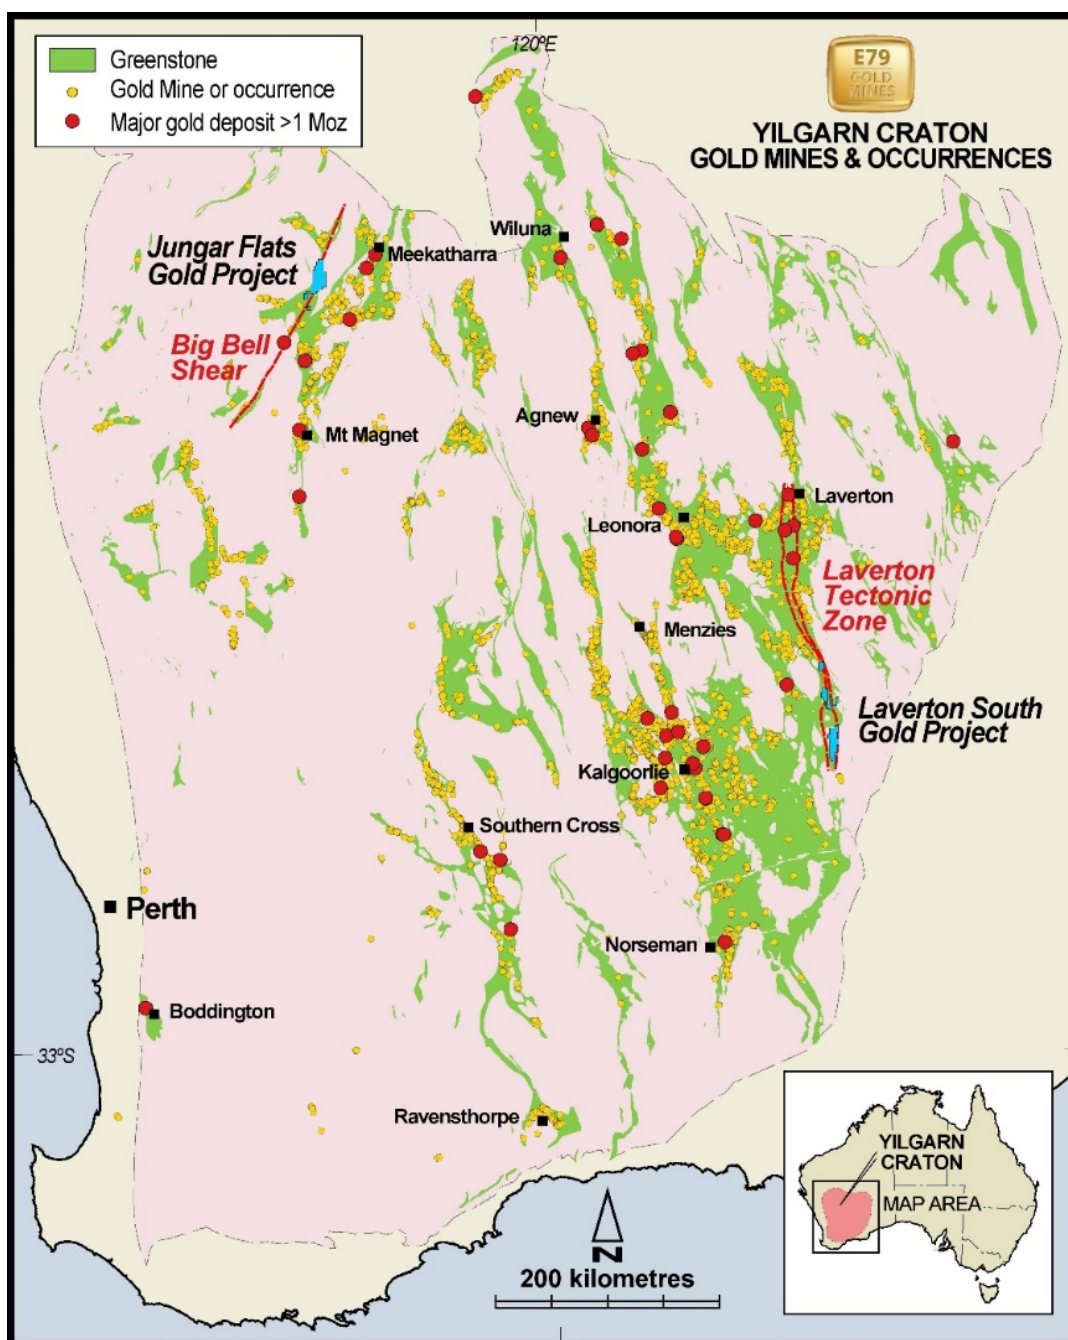 Greenstone
Gold Mine or occurrence
Major gold deposit >1 Moz
120ºE
E79
GOLD
MINES
YILGARN CRATON
GOLD MINES & OCCURRENCES
Wiluna
Meekatharra
Jungar Flats
Gold Project
Big Bell
Shear
Agnew
Mt Magnet
Laverton
Leonora
Laverton
Tectonic
Zone
Menzies
Laverton South
Gold Project
Kalgoorlie
Southern Cross
Perth
Norseman
Boddington
33ºS
Ravensthorpe
YILGARN
CRATON
MAP AREA
N
200 kilometres